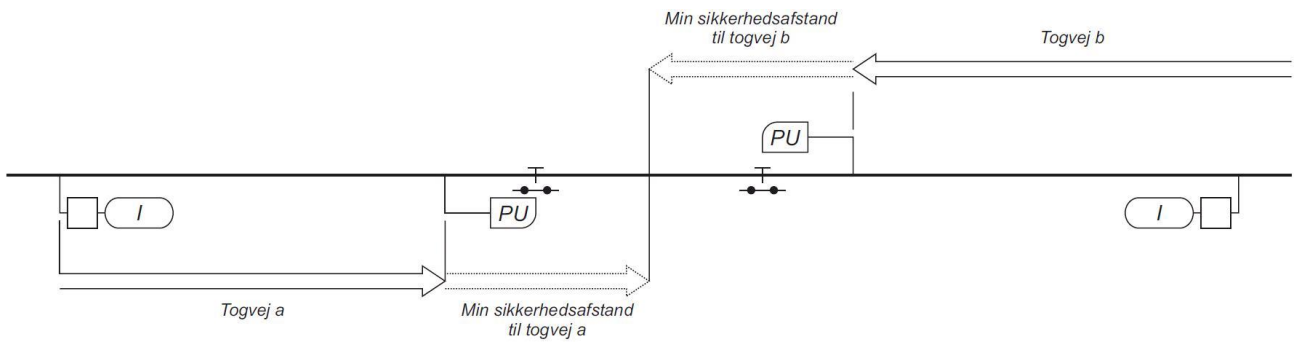 Min sikkerhedsafstand
til togvej b
Togvej b
PU
I
PU
I
Togvej a
Min sikkerhedsafstand
til togvej a